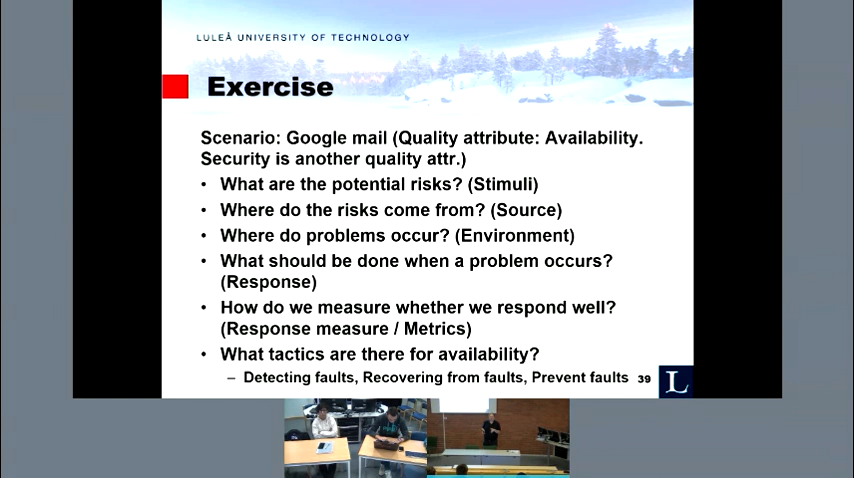 LULEÅ UNIVERSITY OF TECHNOLOGY
Exercise
Scenario: Google mail (Quality attribute: Availability.
Security is another quality attr.)
• What are the potential risks? (Stimuli)
• Where do the risks come from? (Source)
• Where do problems occur? (Environment)
• What should be done when a problem occurs?
(Response)
• How do we measure whether we respond well?
(Response measure / Metrics)
• What tactics are there for availability?
– Detecting faults, Recovering from faults, Prevent faults 39
L